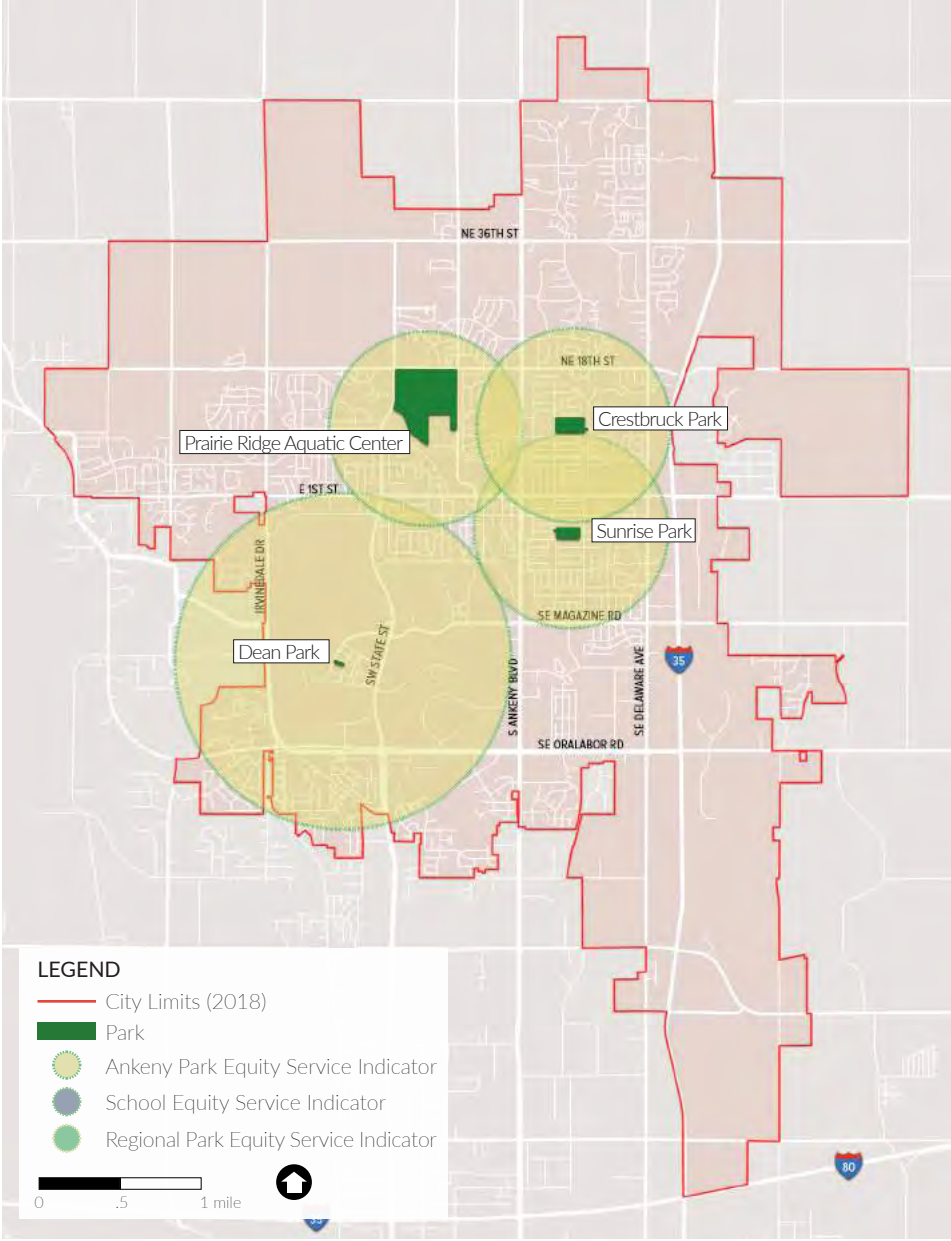 NE 36TH ST
NE 18TH ST
Crestbruck Park
Prairie Ridge Aquatic Center
E 1ST ST
Sunrise Park
IRVINEDALE DR
SE MAGAZINE RD
Dean Park
SW STATE ST
35
S ANKENY BLVD
SE DELAWARE AVE
SE ORALABOR RD
LEGEND
City Limits (2018)
Park
Ankeny Park Equity Service Indicator
School Equity Service Indicator
Regional Park Equity Service Indicator
0 .5 1 mile
80